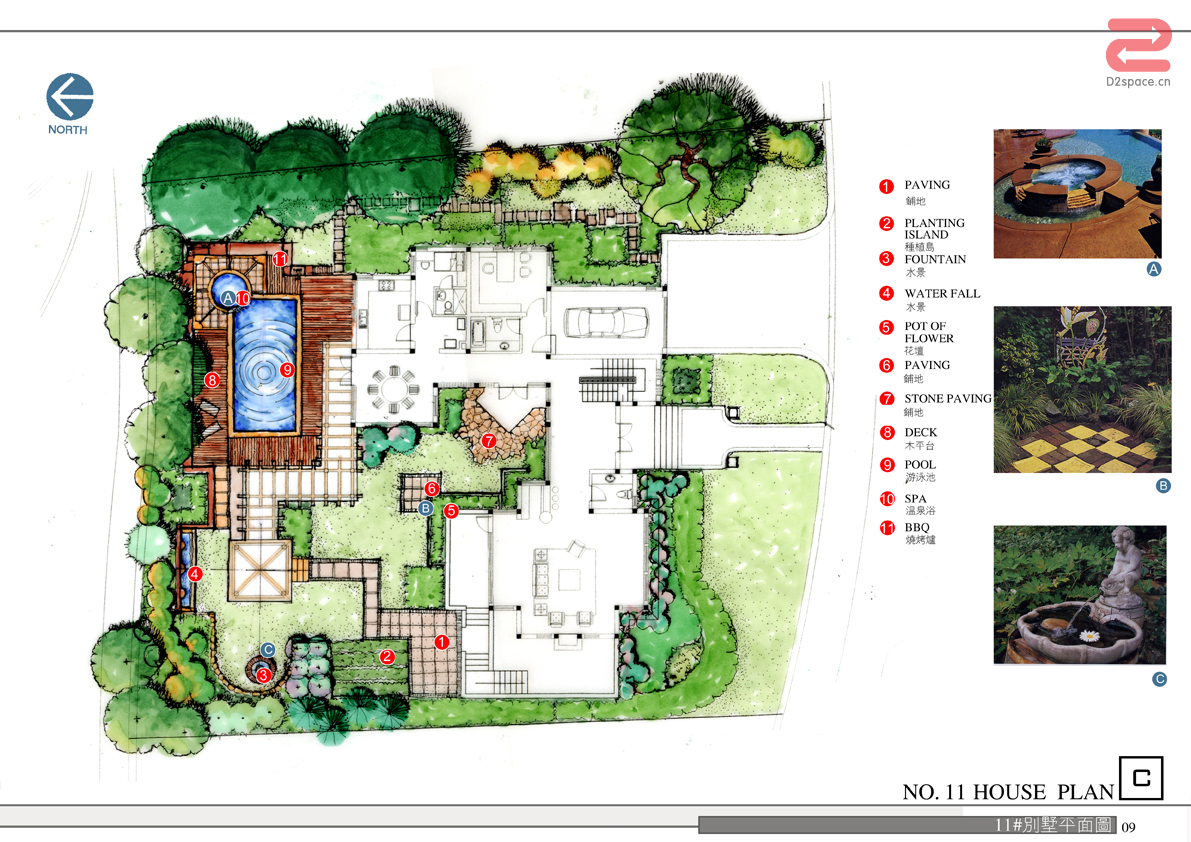 D2space.cn
NORTH
1 PAVING
鋪地
2 PLANTING
ISLAND
種植島
3 FOUNTAIN
水景
4 WATER FALL
水景
5 POT OF
FLOWER
花壇
6 PAVING
鋪地
7 STONE PAVING
鋪地
8 DECK
木平台
9 POOL
游泳池
10 SPA
溫泉浴
11 BBQ
燒烤爐
A
B
C
11
A 10
9
8
7
6
B
5
4
1
2
C
3
NO. 11 HOUSE PLAN C
11#別墅平面圖 09